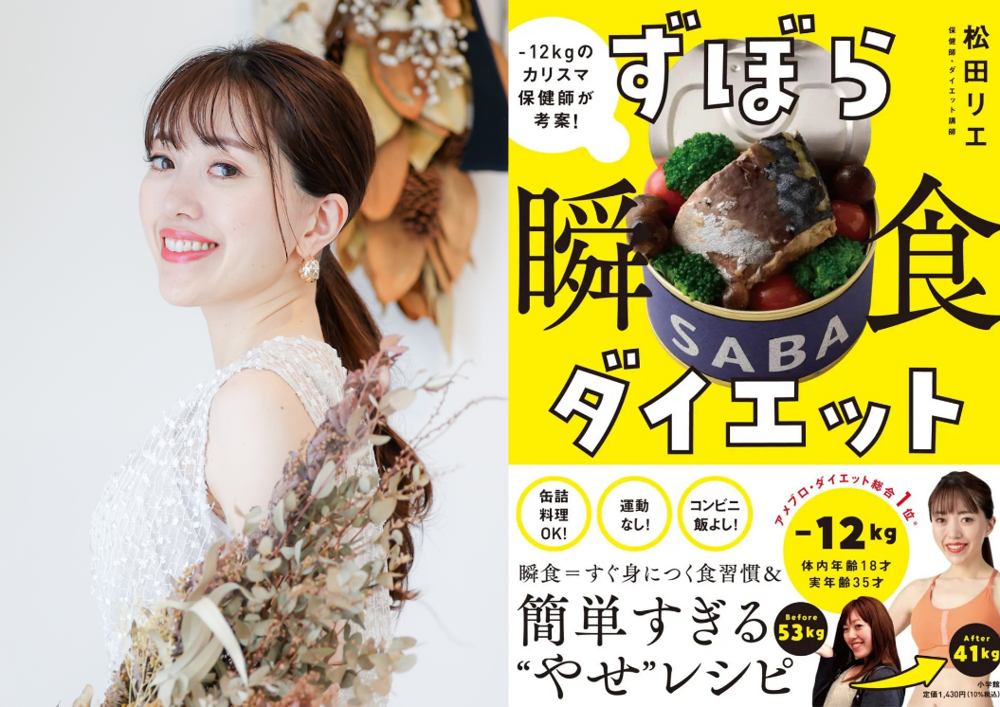 -12kgの
カリスマ
保健師が
考案!
ずぼら
瞬食
ダイエット
松田リエ
保健師・ダイエット講師
SABA
缶詰
料理
OK!
運動
なし!
コンビニ
飯よし!
アメブロ・ダイエット総合1位※
-12kg
体内年齢18才
実年齢35才
瞬食=すぐ身につく食習慣&
簡単すぎる
“やせ”レシピ
Before
53kg
After
41kg
小学館
定価1,430円(10%税込)